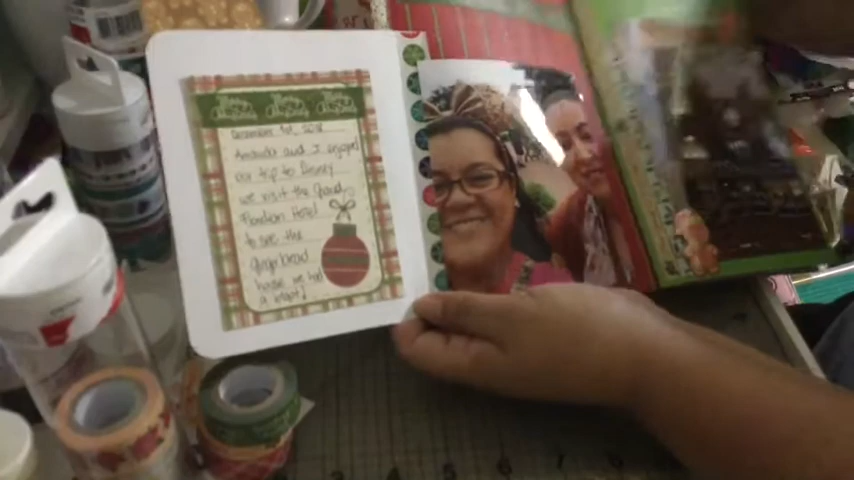 Merry Christmas Merry Christmas Merry Christmas
December 1st, 2018
Amanda and I enjoyed
our trip to Disney
we visit the Grand
Floridian Hotel
to see the
gingerbread
house. we had
a blast!